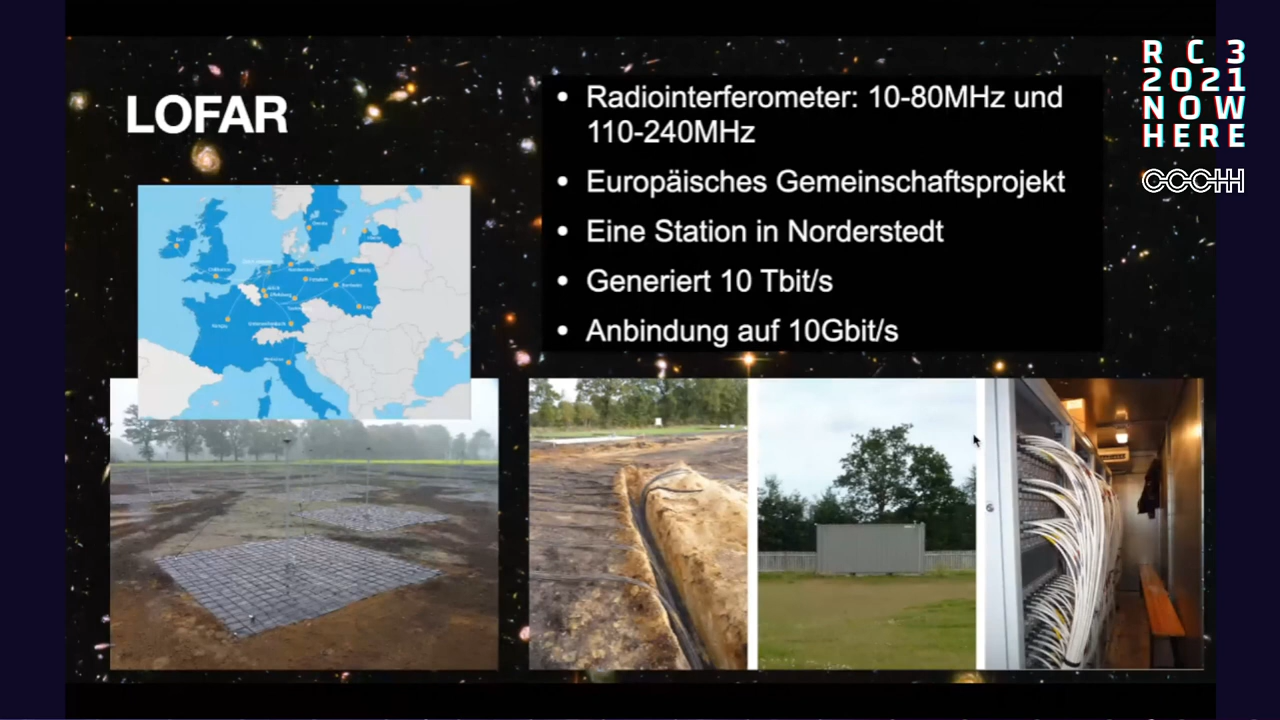 LOFAR
• Radiointerferometer: 10-80MHz und
110-240MHz
• Europäisches Gemeinschaftsprojekt
• Eine Station in Norderstedt
• Generiert 10 Tbit/s
• Anbindung auf 10Gbit/s
R C 3
2021
N O W
HERE
CCCHH